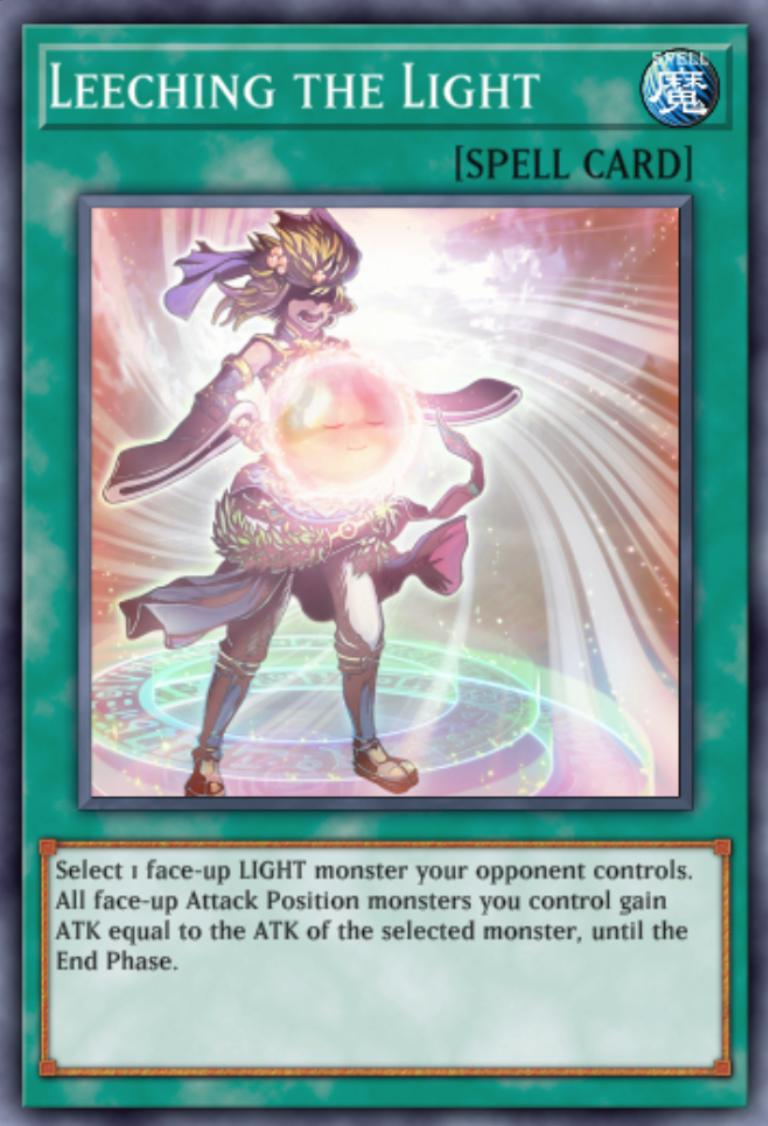 Leeching the Light
SPELL
魔
[SPELL CARD]
Select 1 face-up LIGHT monster your opponent controls.
All face-up Attack Position monsters you control gain
ATK equal to the ATK of the selected monster, until the
End Phase.